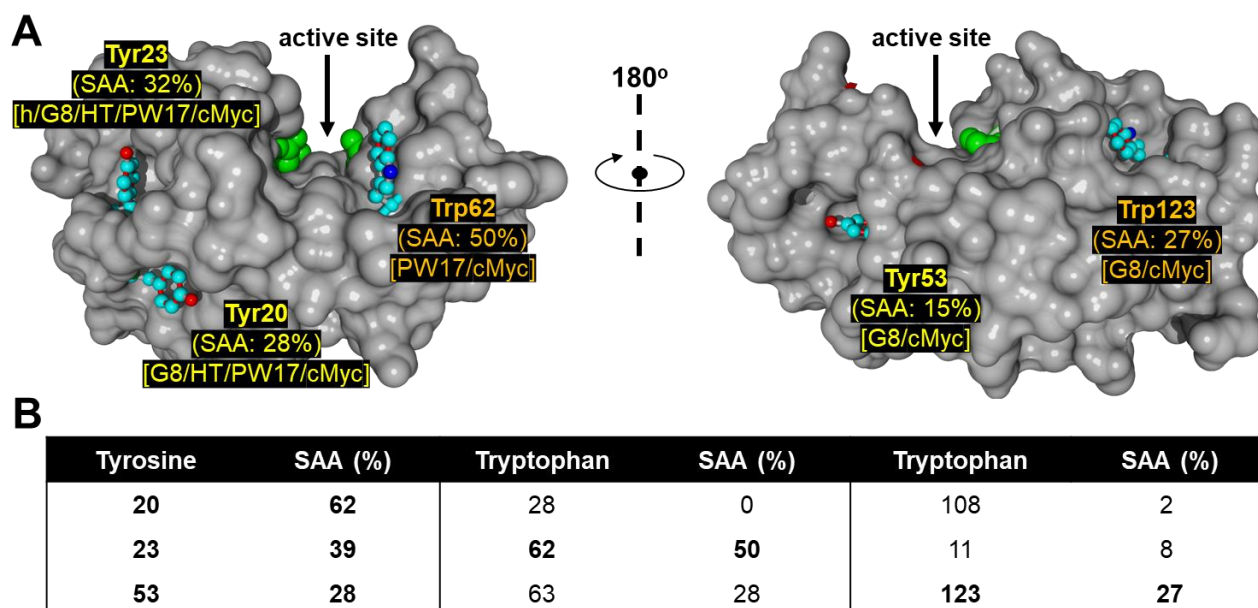 A
Tyr23
(SAA: 32%)
[h/G8/HT/PW17/cMyc]
active site
Trp62
(SAA: 50%)
[PW17/cMyc]
Tyr20
(SAA: 28%)
[G8/HT/PW17/cMyc]
180º
active site
Trp123
(SAA: 27%)
[G8/cMyc]
Tyr53
(SAA: 15%)
[G8/cMyc]
B
Tyrosine SAA (%) Tryptophan SAA (%) Tryptophan SAA (%)
20 62 28 0 108 2
23 39 62 50 11 8
53 28 63 28 123 27